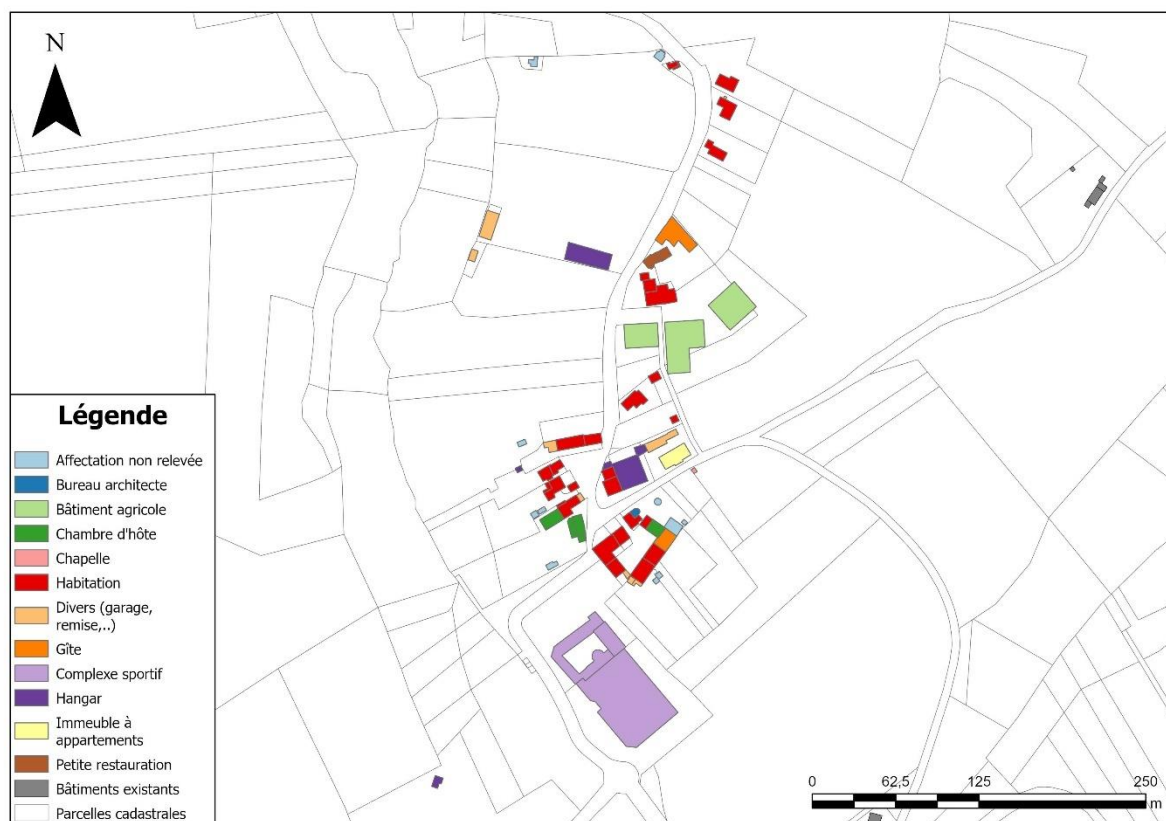 N
Légende
Affectation non relevée
Bureau architecte
Bâtiment agricole
Chambre d'hôte
Chapelle
Habitation
Divers (garage,
remise,..)
Gîte
Complexe sportif
Hangar
Immeuble à
appartements
Petite restauration
Bâtiments existants
Parcelles cadastrales
0 62,5 125 250
m